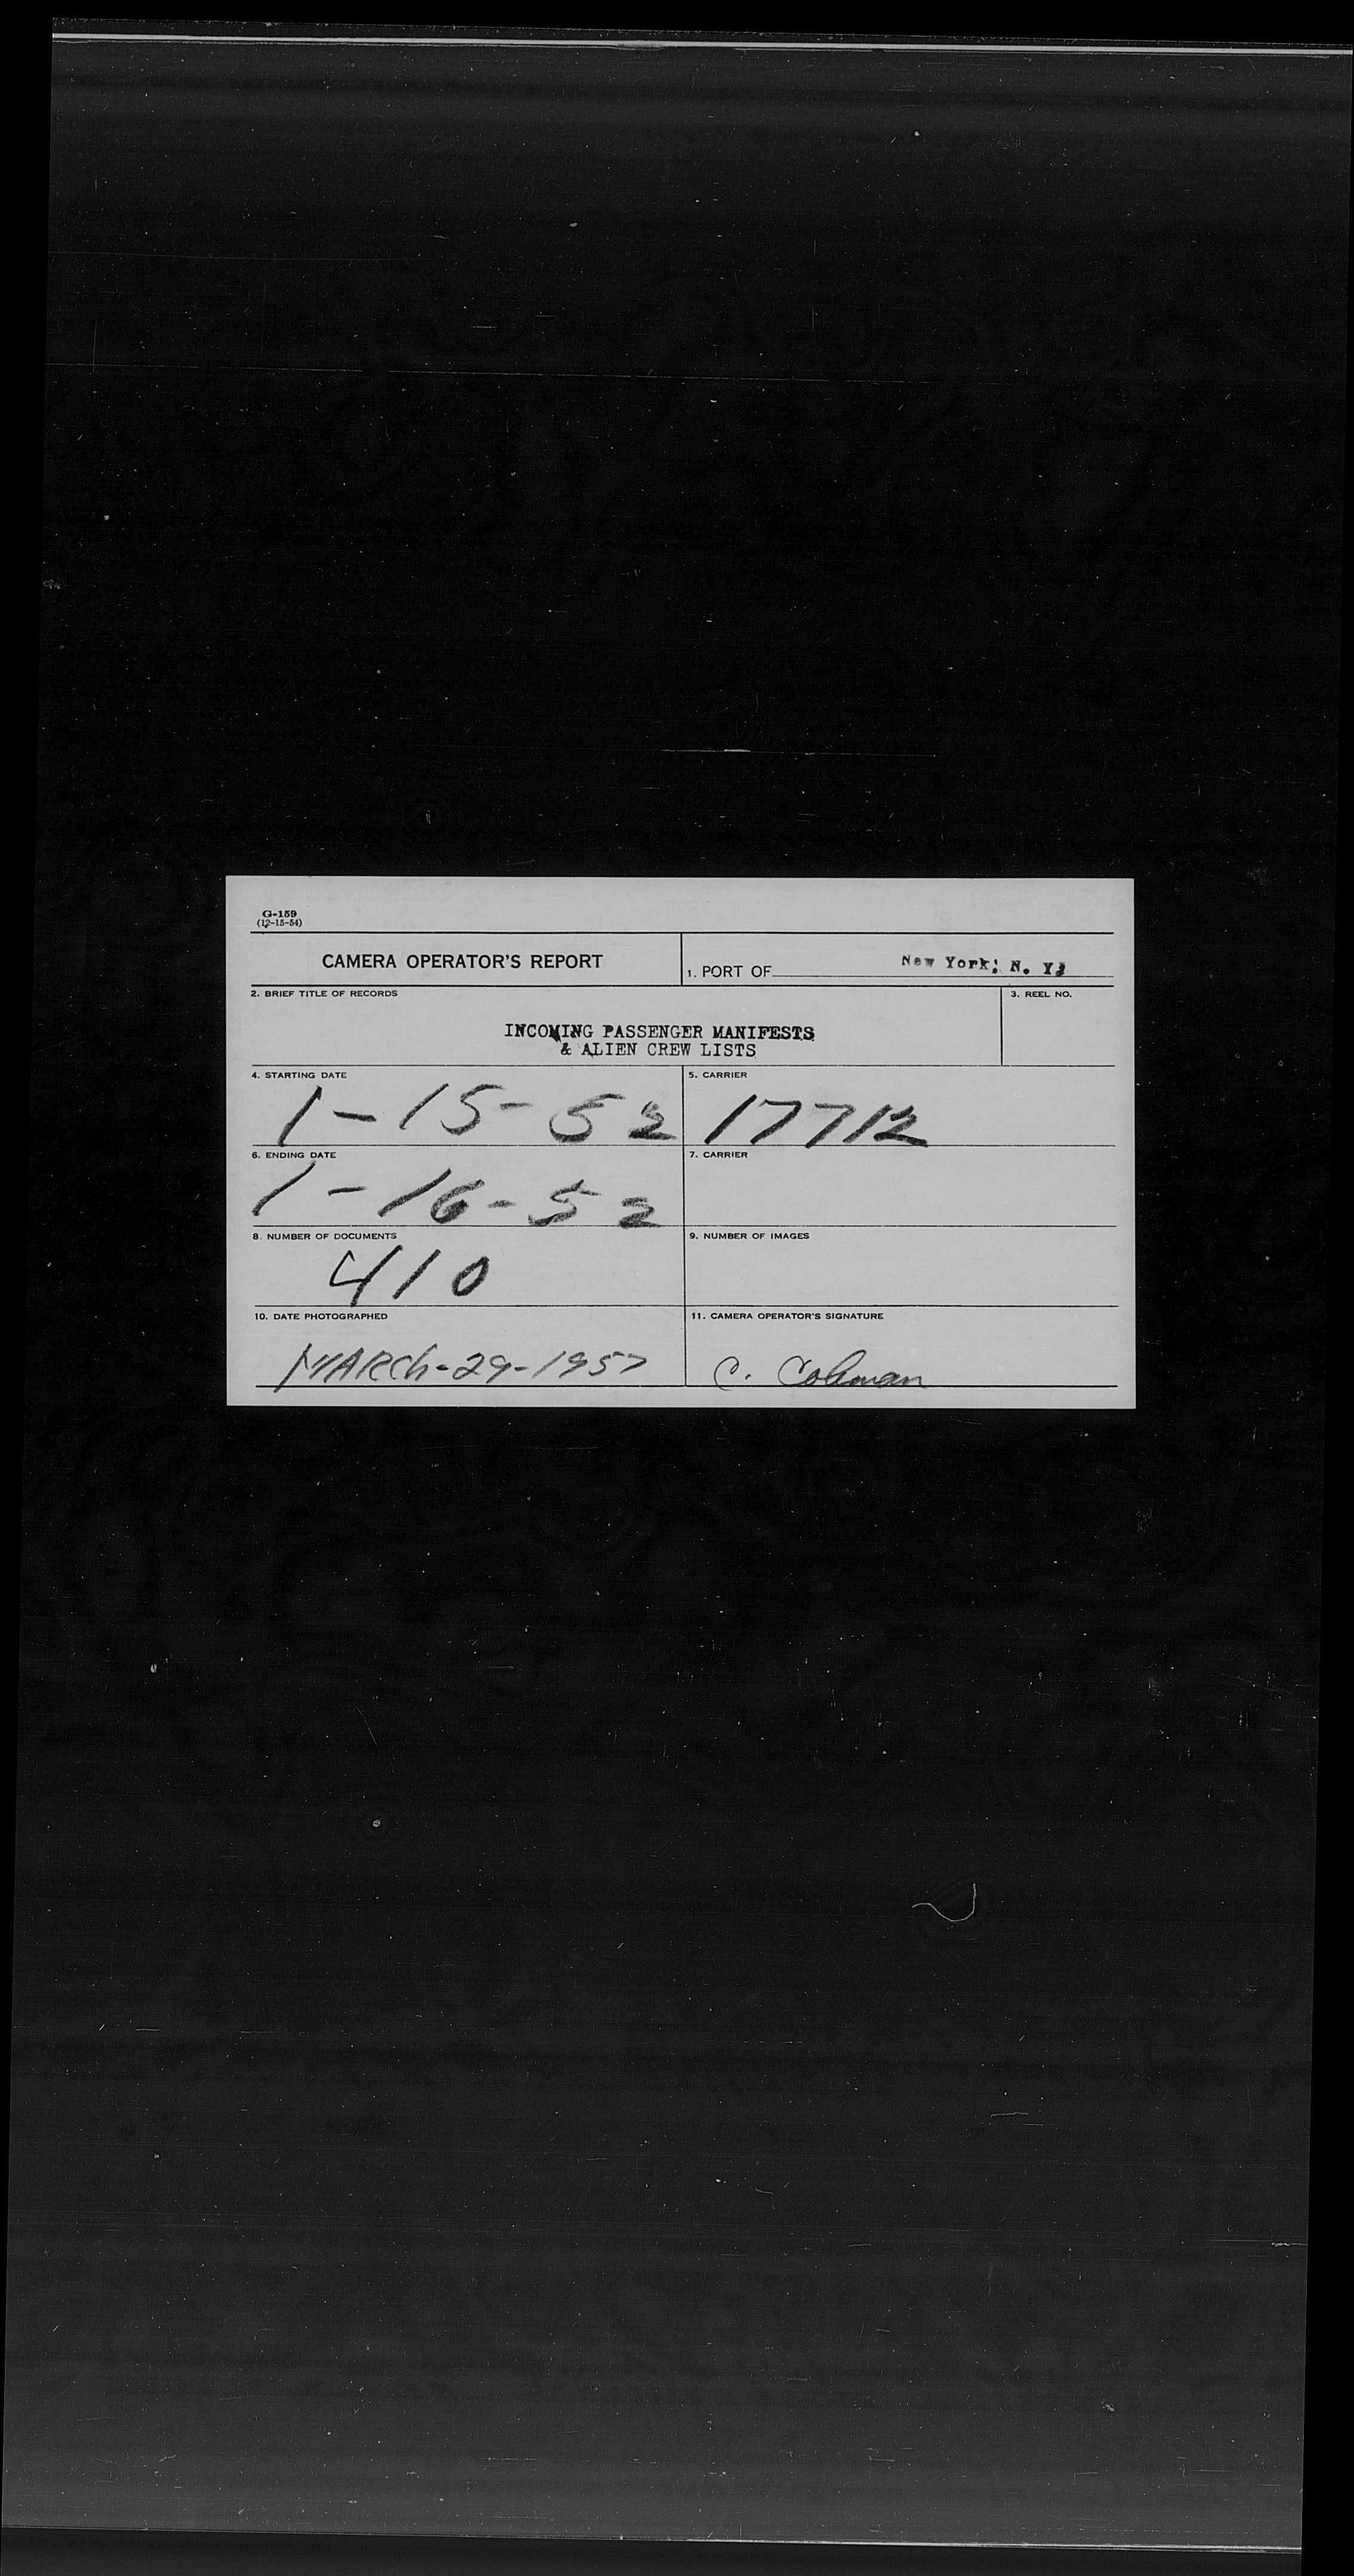 G-159
(12-15-54)
CAMERA OPERATOR'S REPORT
1. PORT OF New York, N. Y.
2. BRIEF TITLE OF RECORDS
3. REEL NO.
INCOMING PASSENGER MANIFESTS
& ALIEN CREW LISTS
4. STARTING DATE
5. CARRIER
1-15-52
17712
6. ENDING DATE
7. CARRIER
1-16-52
8. NUMBER OF DOCUMENTS
9. NUMBER OF IMAGES
410
10. DATE PHOTOGRAPHED
11. CAMERA OPERATOR'S SIGNATURE
MARCh-29-1957
C. Colman